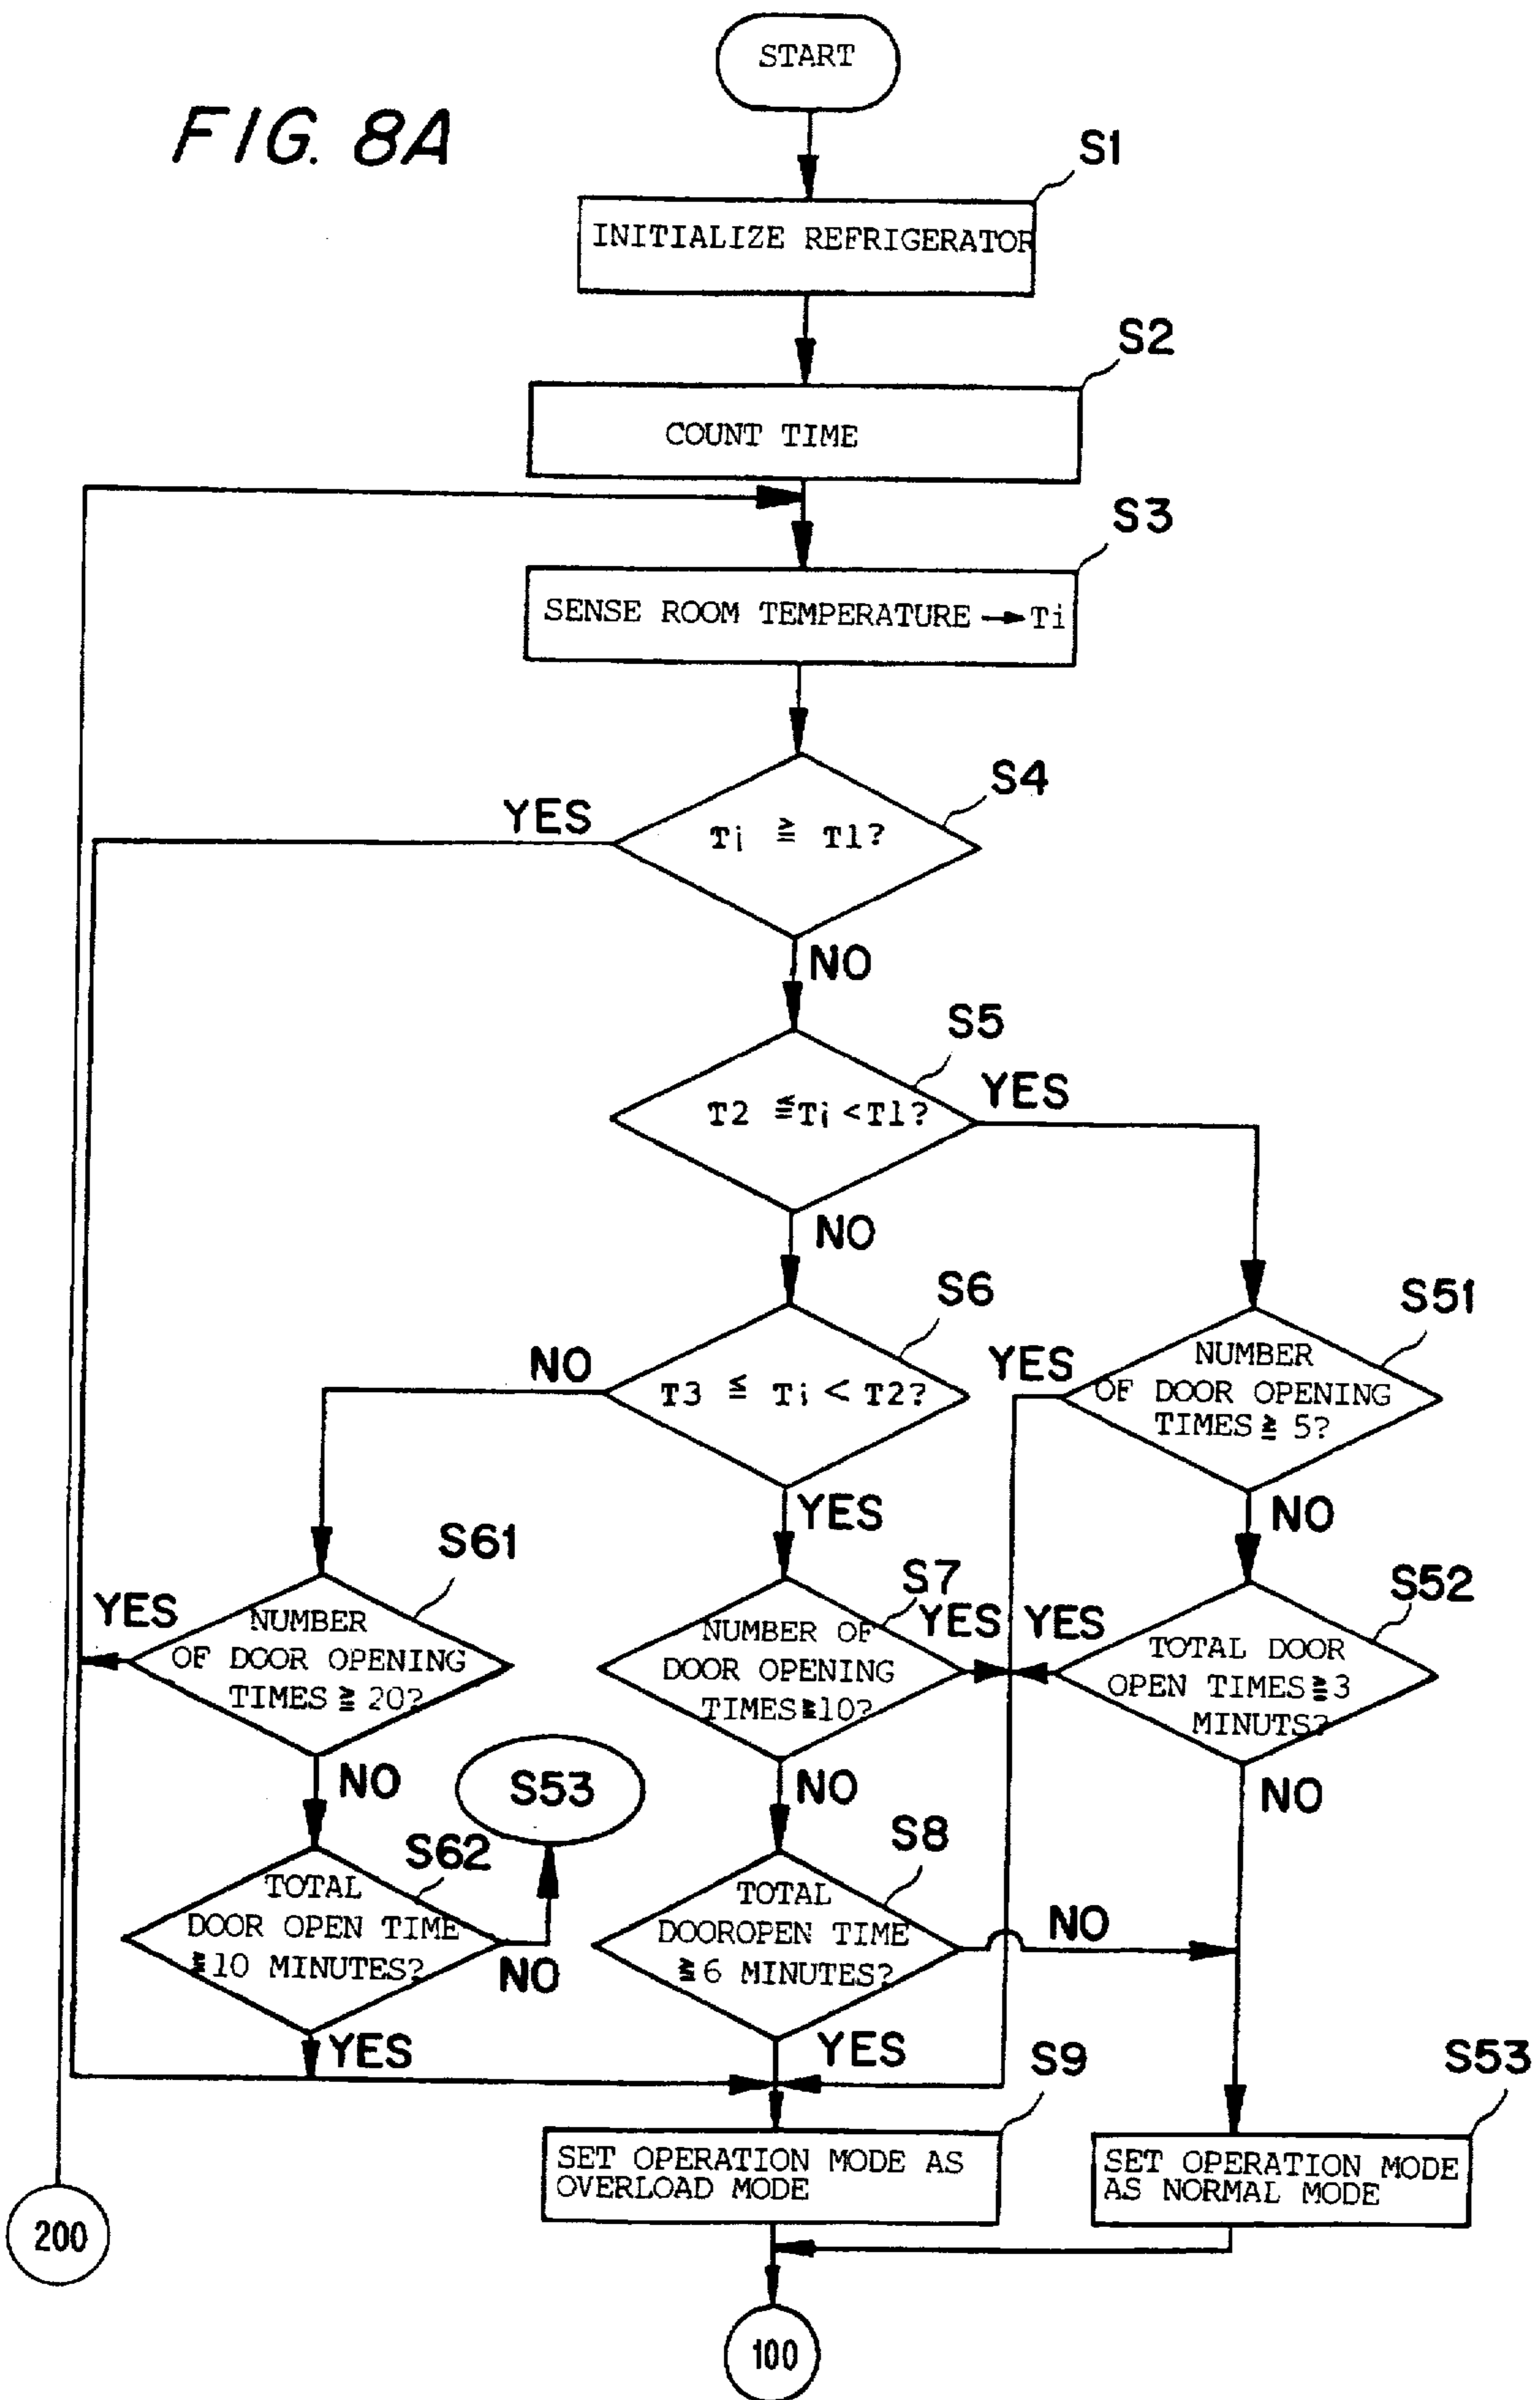 FIG. 8A
START
S1
INITIALIZE REFRIGERATOR
S2
COUNT TIME
S3
SENSE ROOM TEMPERATURE → Ti
S4
YES
Ti ≧ T1?
NO
S5
T2 ≦ Ti < T1?
YES
NO
S6
NO
T3 ≦ Ti < T2?
YES
S51
YES
NUMBER
OF DOOR OPENING
TIMES ≧ 5?
NO
S61
YES
NUMBER
OF DOOR OPENING
TIMES ≧ 20?
NO
S7
YES
NUMBER OF
DOOR OPENING
TIMES ≧ 10?
NO
S52
YES
TOTAL DOOR
OPEN TIMES ≧ 3
MINUTS?
NO
S53
S62
TOTAL
DOOR OPEN TIME
≧ 10 MINUTES?
NO
YES
S8
TOTAL
DOOROPEN TIME
≧ 6 MINUTES?
NO
YES
S9
SET OPERATION MODE AS
OVERLOAD MODE
S53
SET OPERATION MODE
AS NORMAL MODE
200
100